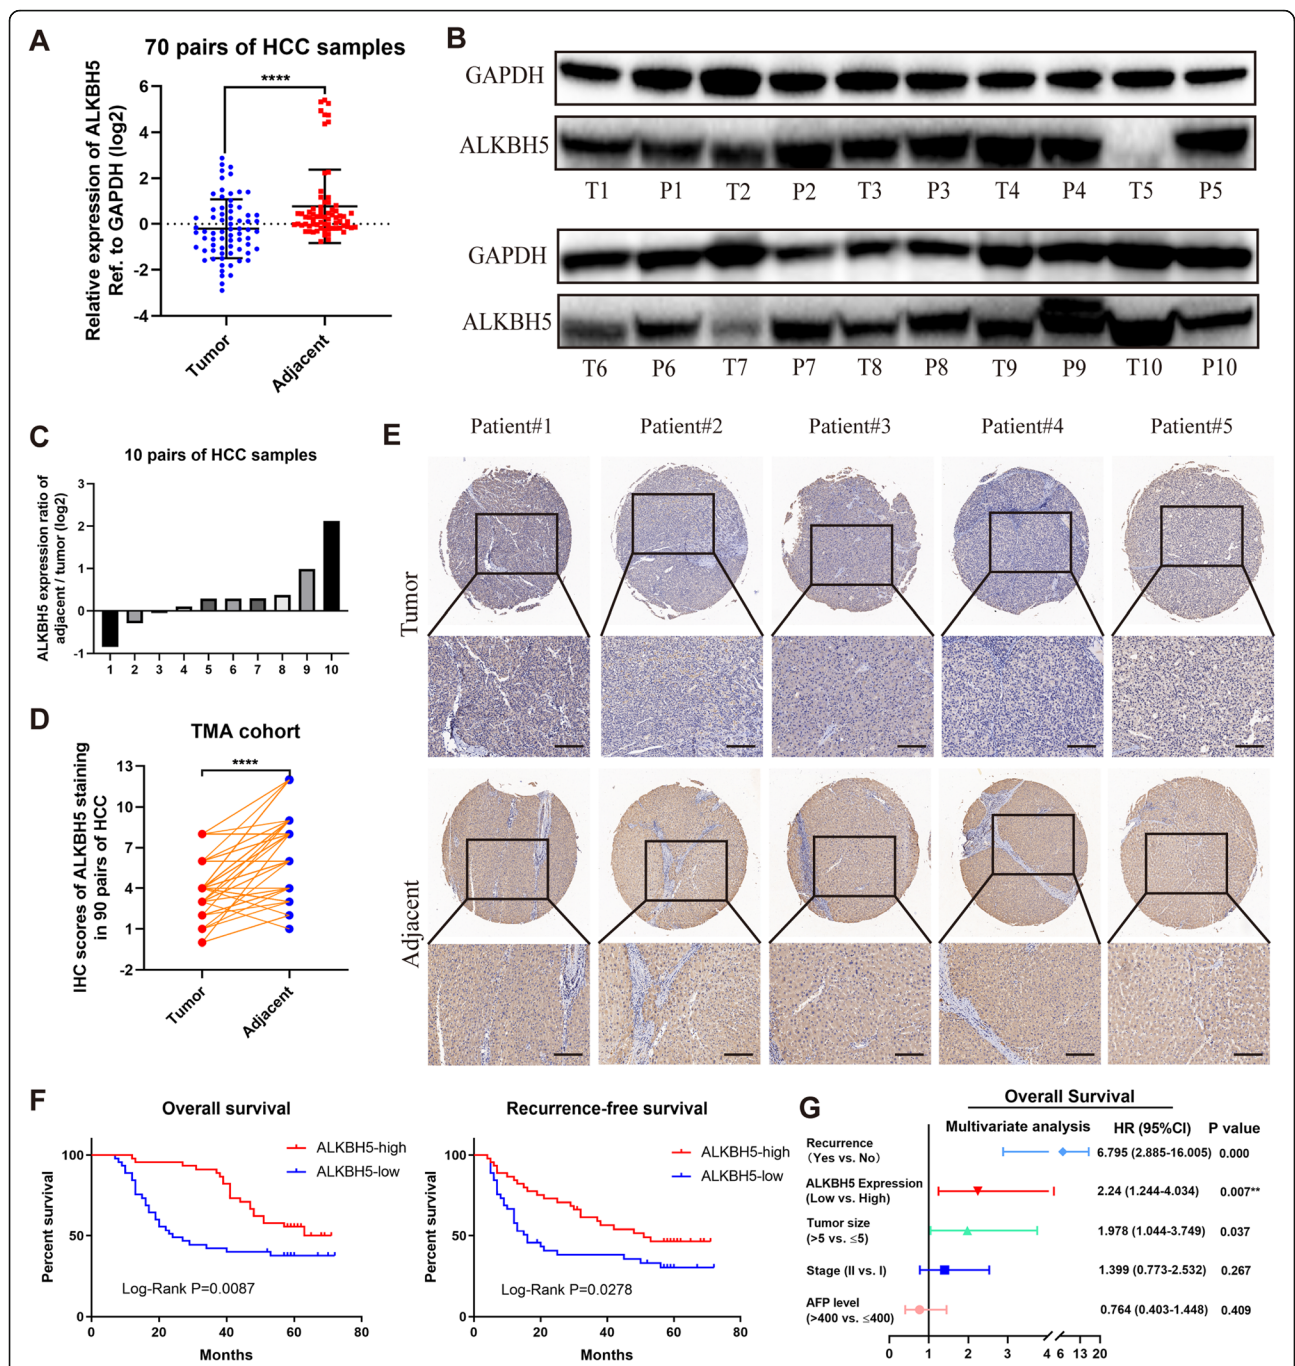 A
70 pairs of HCC samples
Relative expression of ALKBH5
Ref. to GAPDH (log2)
****
6
4
2
0
-2
-4
Tumor
Adjacent
B
GAPDH
ALKBH5
T1 P1 T2 P2 T3 P3 T4 P4 T5 P5
GAPDH
ALKBH5
T6 P6 T7 P7 T8 P8 T9 P9 T10 P10
C
10 pairs of HCC samples
ALKBH5 expression ratio of
adjacent / tumor (log2)
3
2
1
0
-1
1 2 3 4 5 6 7 8 9 10
D
TMA cohort
IHC scores of ALKBH5 staining
in 90 pairs of HCC
****
13
10
7
4
1
-2
Tumor
Adjacent
E
Patient#1 Patient#2 Patient#3 Patient#4 Patient#5
Tumor
Adjacent
F
Overall survival
Percent survival
ALKBH5-high
ALKBH5-low
100
50
0
Log-Rank P=0.0087
0 20 40 60 80
Months
Recurrence-free survival
Percent survival
ALKBH5-high
ALKBH5-low
100
50
0
Log-Rank P=0.0278
0 20 40 60 80
Months
G
Overall Survival
Multivariate analysis HR (95%CI) P value
Recurrence
(Yes vs. No) 6.795 (2.885-16.005) 0.000
ALKBH5 Expression
(Low vs. High) 2.24 (1.244-4.034) 0.007**
Tumor size
(>5 vs. ≤5) 1.978 (1.044-3.749) 0.037
Stage (II vs. I) 1.399 (0.773-2.532) 0.267
AFP level
(>400 vs. ≤400) 0.764 (0.403-1.448) 0.409
0 1 2 3 4 6 13 20